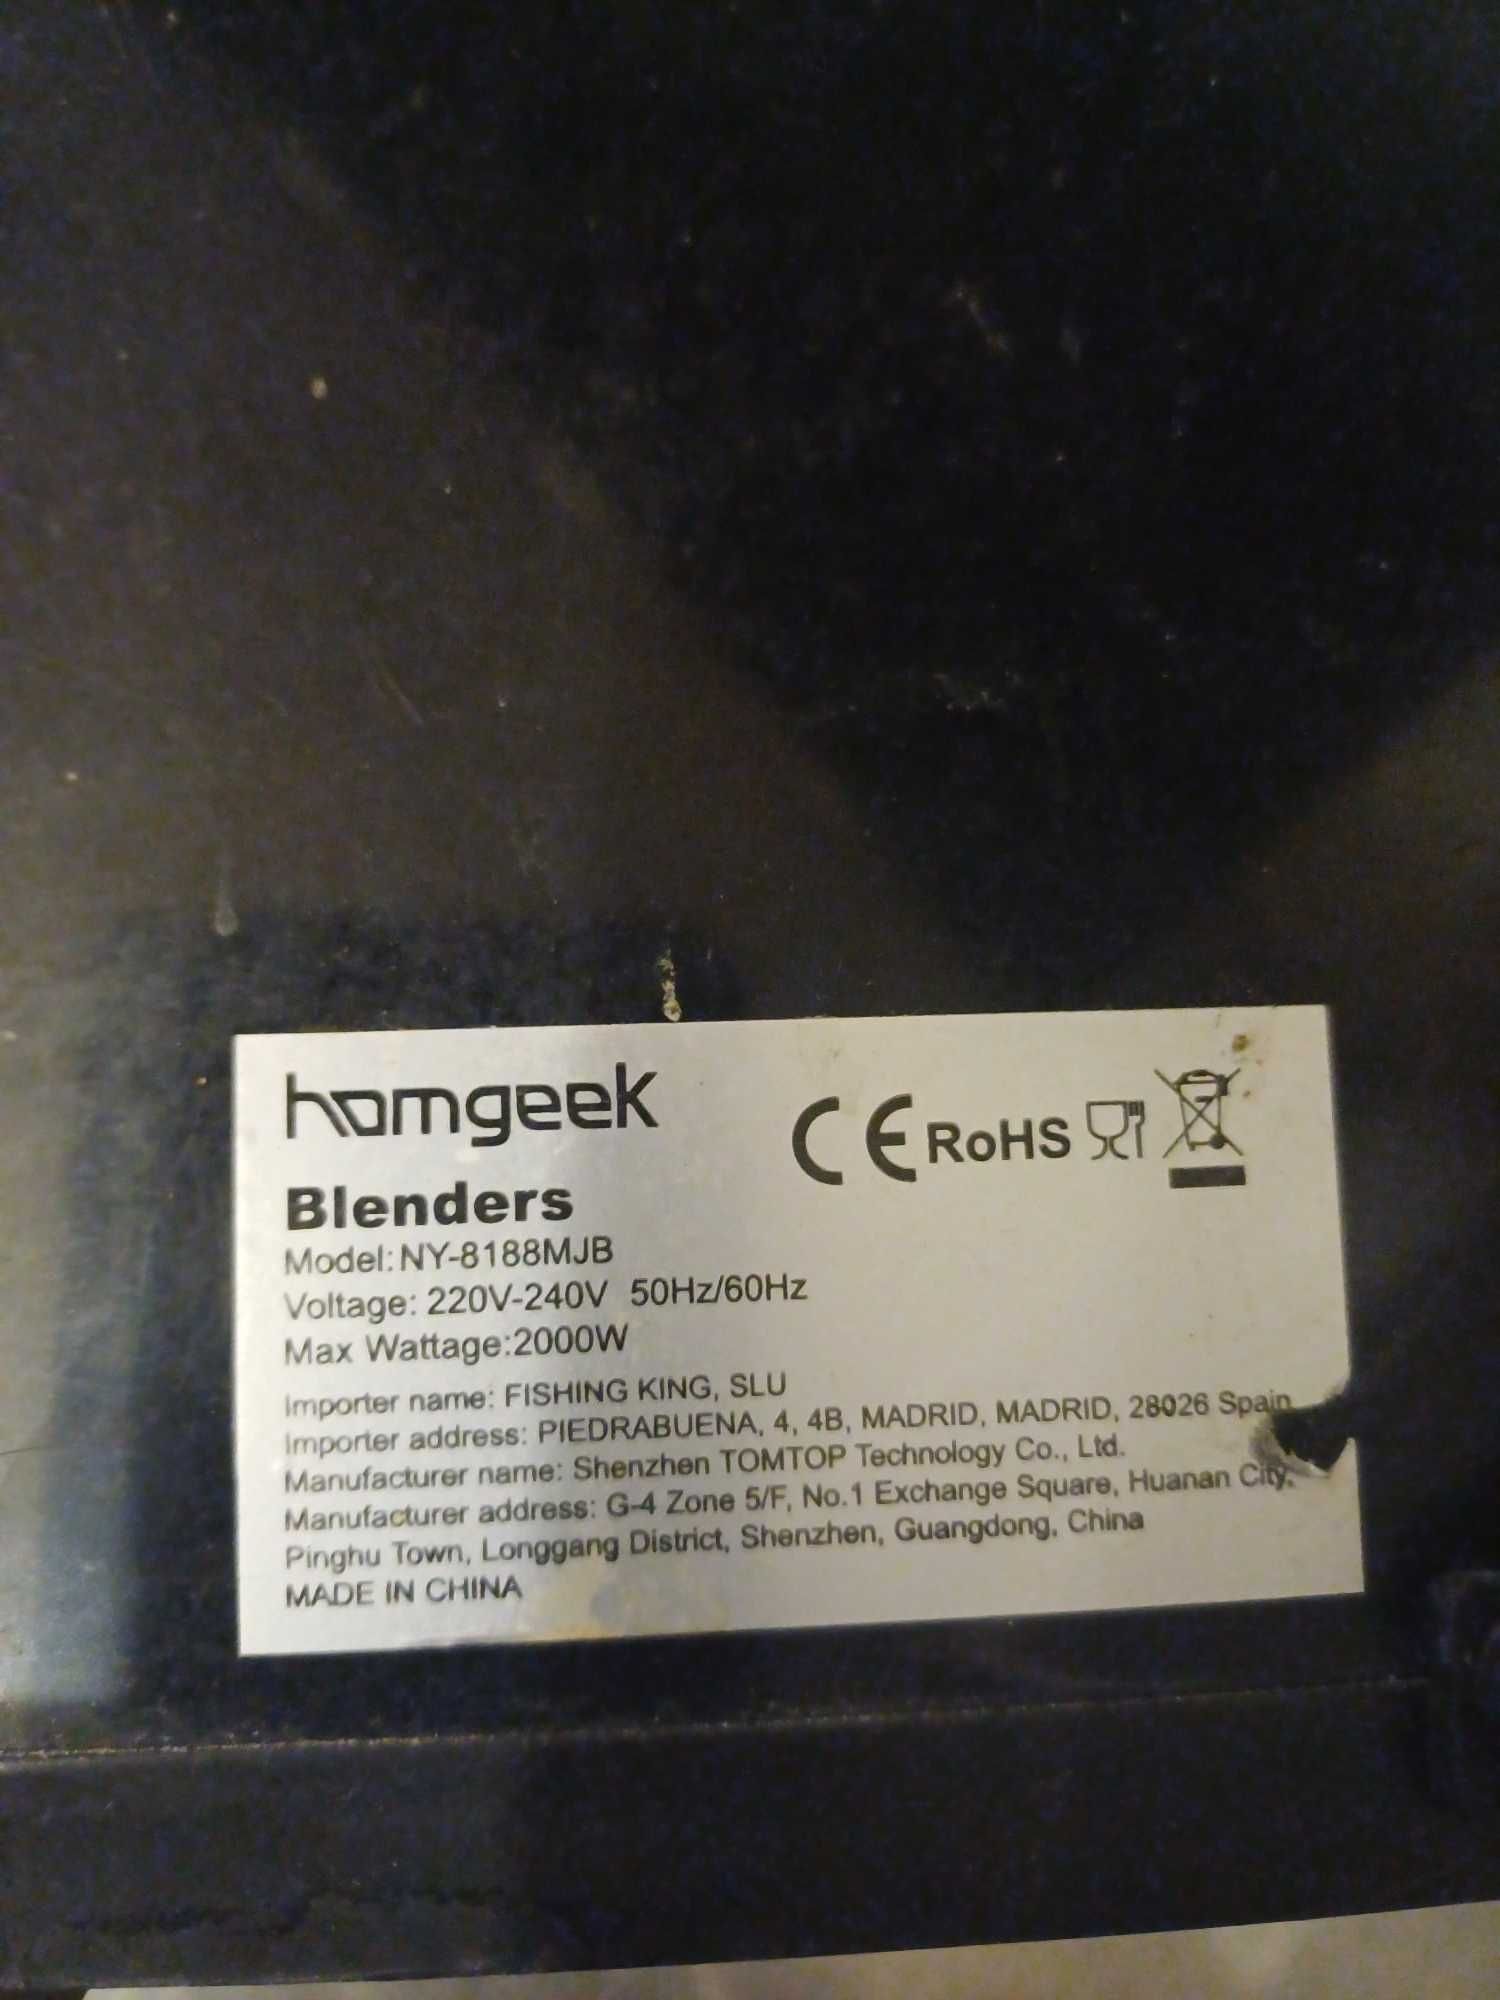 homgeek
CE RoHS
Blenders
Model:NY-8188MJB
Voltage: 220V-240V 50Hz/60Hz
Max Wattage:2000W
Importer name: FISHING KING, SLU
Importer address: PIEDRABUENA, 4, 4B, MADRID, MADRID, 28026 Spain
Manufacturer name: Shenzhen TOMTOP Technology Co., Ltd.
Manufacturer address: G-4 Zone 5/F, No.1 Exchange Square, Huanan City,
Pinghu Town, Longgang District, Shenzhen, Guangdong, China
MADE IN CHINA